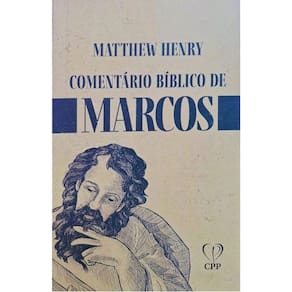 MATTHEW HENRY
COMENTÁRIO BÍBLICO DE
MARCOS
CPP